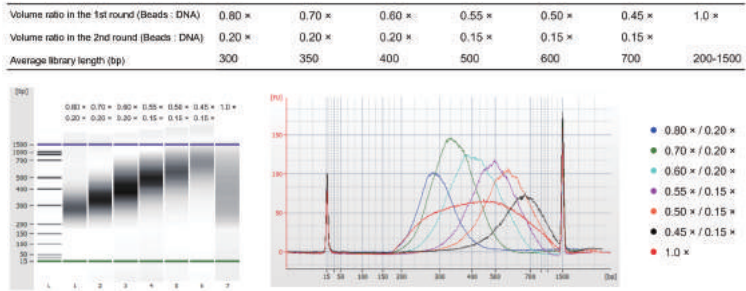 Volume ratio in the 1st round (Beads : DNA) 0.80 × 0.70 × 0.60 × 0.55 × 0.50 × 0.45 × 1.0 ×
Volume ratio in the 2nd round (Beads : DNA) 0.20 × 0.20 × 0.20 × 0.15 × 0.15 × 0.15 ×
Average library length (bp) 300 350 400 500 600 700 200-1500
[bp]
0.80 × 0.70 × 0.60 × 0.55 × 0.50 × 0.45 × 1.0 ×
0.20 × 0.20 × 0.20 × 0.15 × 0.15 × 0.15 ×
1500
700
500
400
300
200
150
100
50
15
L 1 2 3 4 5 6 7
[FU]
150
100
50
0
15 50 100 150 200 300 400 500 700 1500 [bp]
0.80 × / 0.20 ×
0.70 × / 0.20 ×
0.60 × / 0.20 ×
0.55 × / 0.15 ×
0.50 × / 0.15 ×
0.45 × / 0.15 ×
1.0 ×